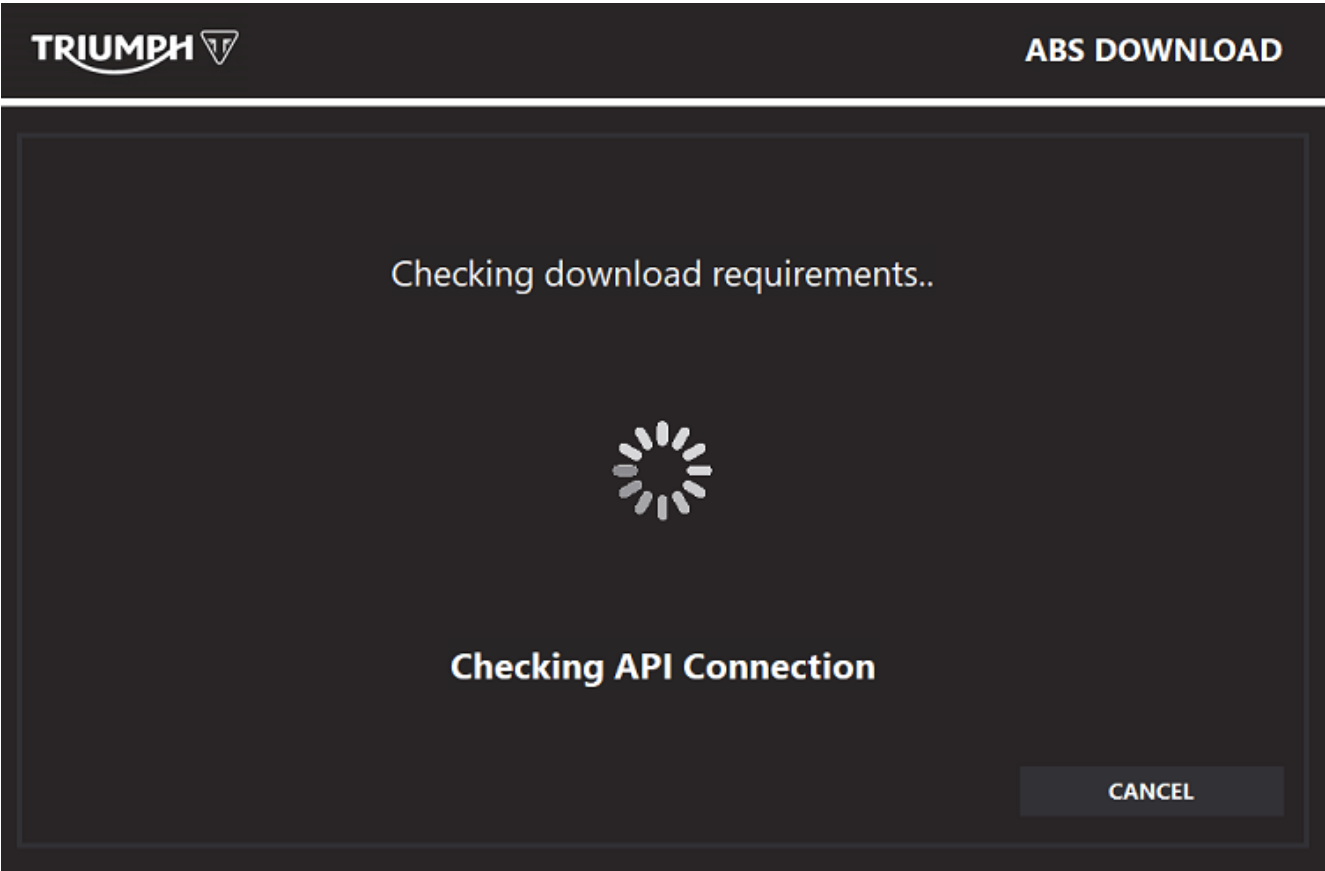 TRIUMPH
ABS DOWNLOAD
Checking download requirements..
Checking API Connection
CANCEL